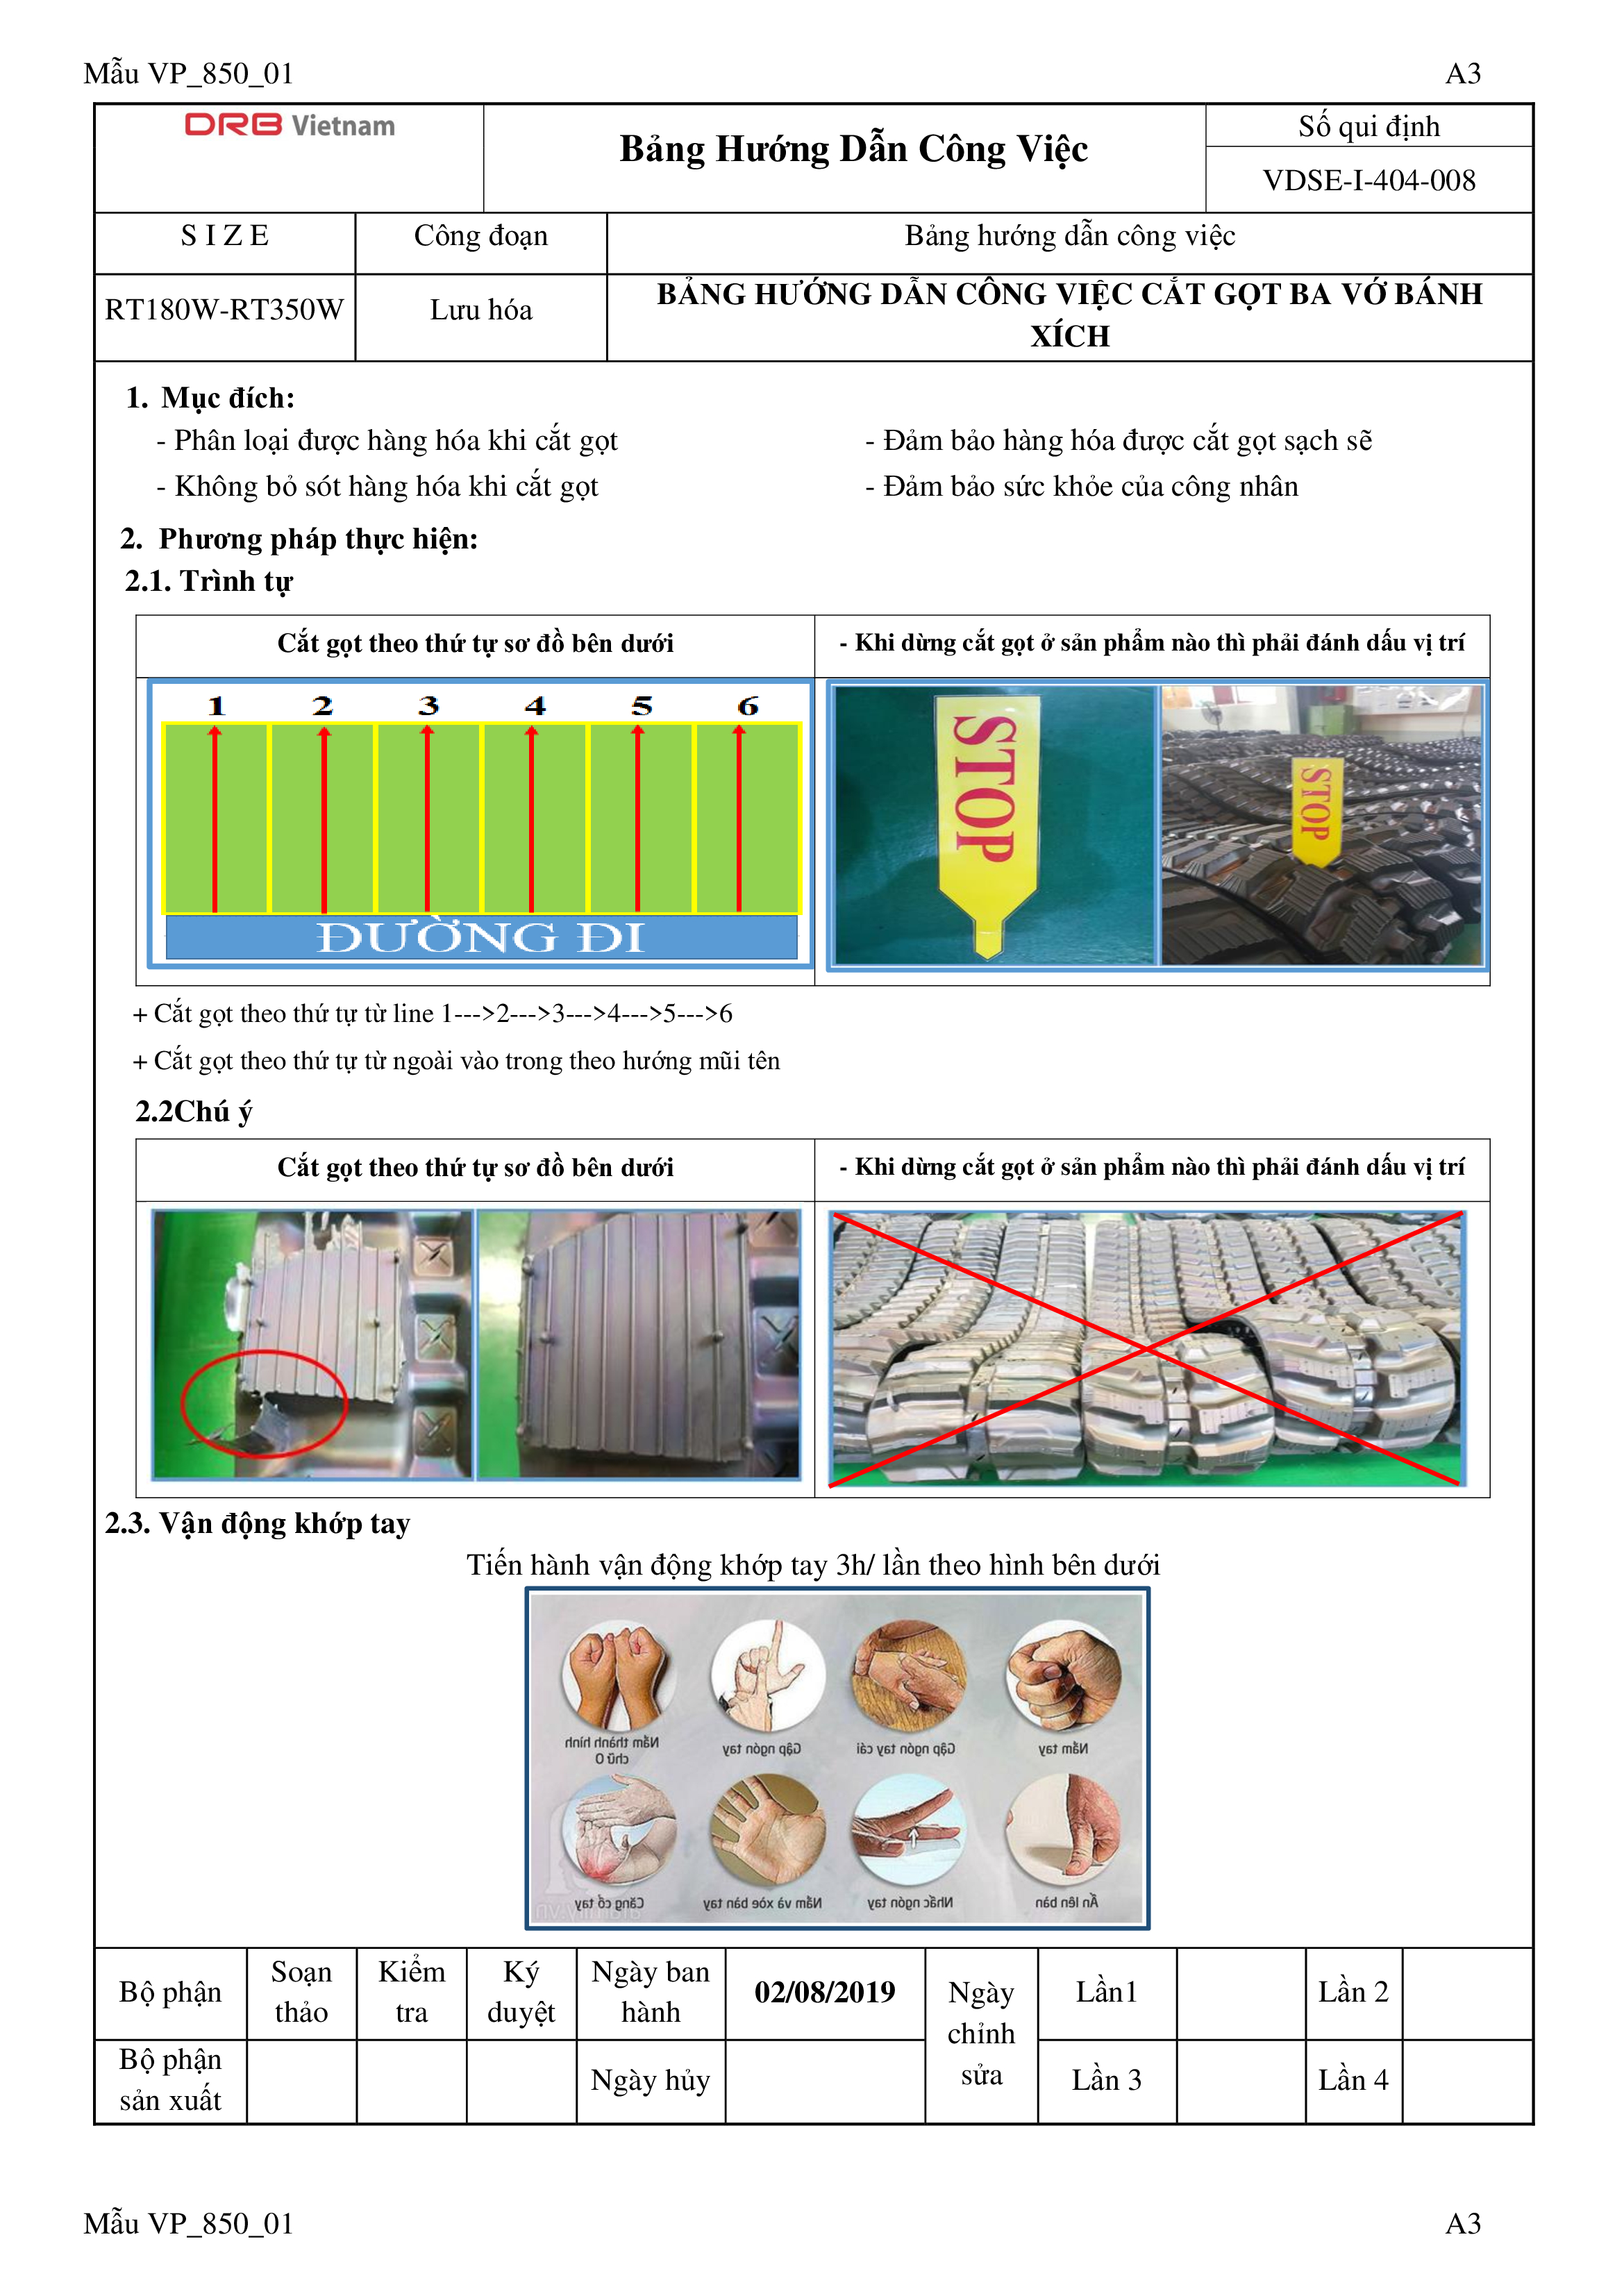 Mẫu VP_850_01 A3
DRB Vietnam
Bảng Hướng Dẫn Công Việc
Số qui định
VDSE-I-404-008
S I Z E Công đoạn Bảng hướng dẫn công việc
RT180W-RT350W Lưu hóa BẢNG HƯỚNG DẪN CÔNG VIỆC CẮT GỌT BA VỚ BÁNH
XÍCH
1. Mục đích:
- Phân loại được hàng hóa khi cắt gọt - Đảm bảo hàng hóa được cắt gọt sạch sẽ
- Không bỏ sót hàng hóa khi cắt gọt - Đảm bảo sức khỏe của công nhân
2. Phương pháp thực hiện:
2.1. Trình tự
Cắt gọt theo thứ tự sơ đồ bên dưới - Khi dừng cắt gọt ở sản phẩm nào thì phải đánh dấu vị trí
1 2 3 4 5 6
ĐƯỜNG ĐI
STOP
STOP
+ Cắt gọt theo thứ tự từ line 1--->2--->3--->4--->5--->6
+ Cắt gọt theo thứ tự từ ngoài vào trong theo hướng mũi tên
2.2Chú ý
Cắt gọt theo thứ tự sơ đồ bên dưới - Khi dừng cắt gọt ở sản phẩm nào thì phải đánh dấu vị trí
2.3. Vận động khớp tay
Tiến hành vận động khớp tay 3h/ lần theo hình bên dưới
Nắm thành hình
chữ O
Gập ngón tay
Gập ngón tay cái
Nắm tay
Căng cổ tay
Nắm và xòe bàn tay
Nhấc ngón tay
Ấn lên bàn
Bộ phận Soạn thảo Kiểm tra Ký duyệt Ngày ban hành 02/08/2019 Ngày chỉnh sửa Lần1 Lần 2
Bộ phận sản xuất Ngày hủy Lần 3 Lần 4
Mẫu VP_850_01 A3